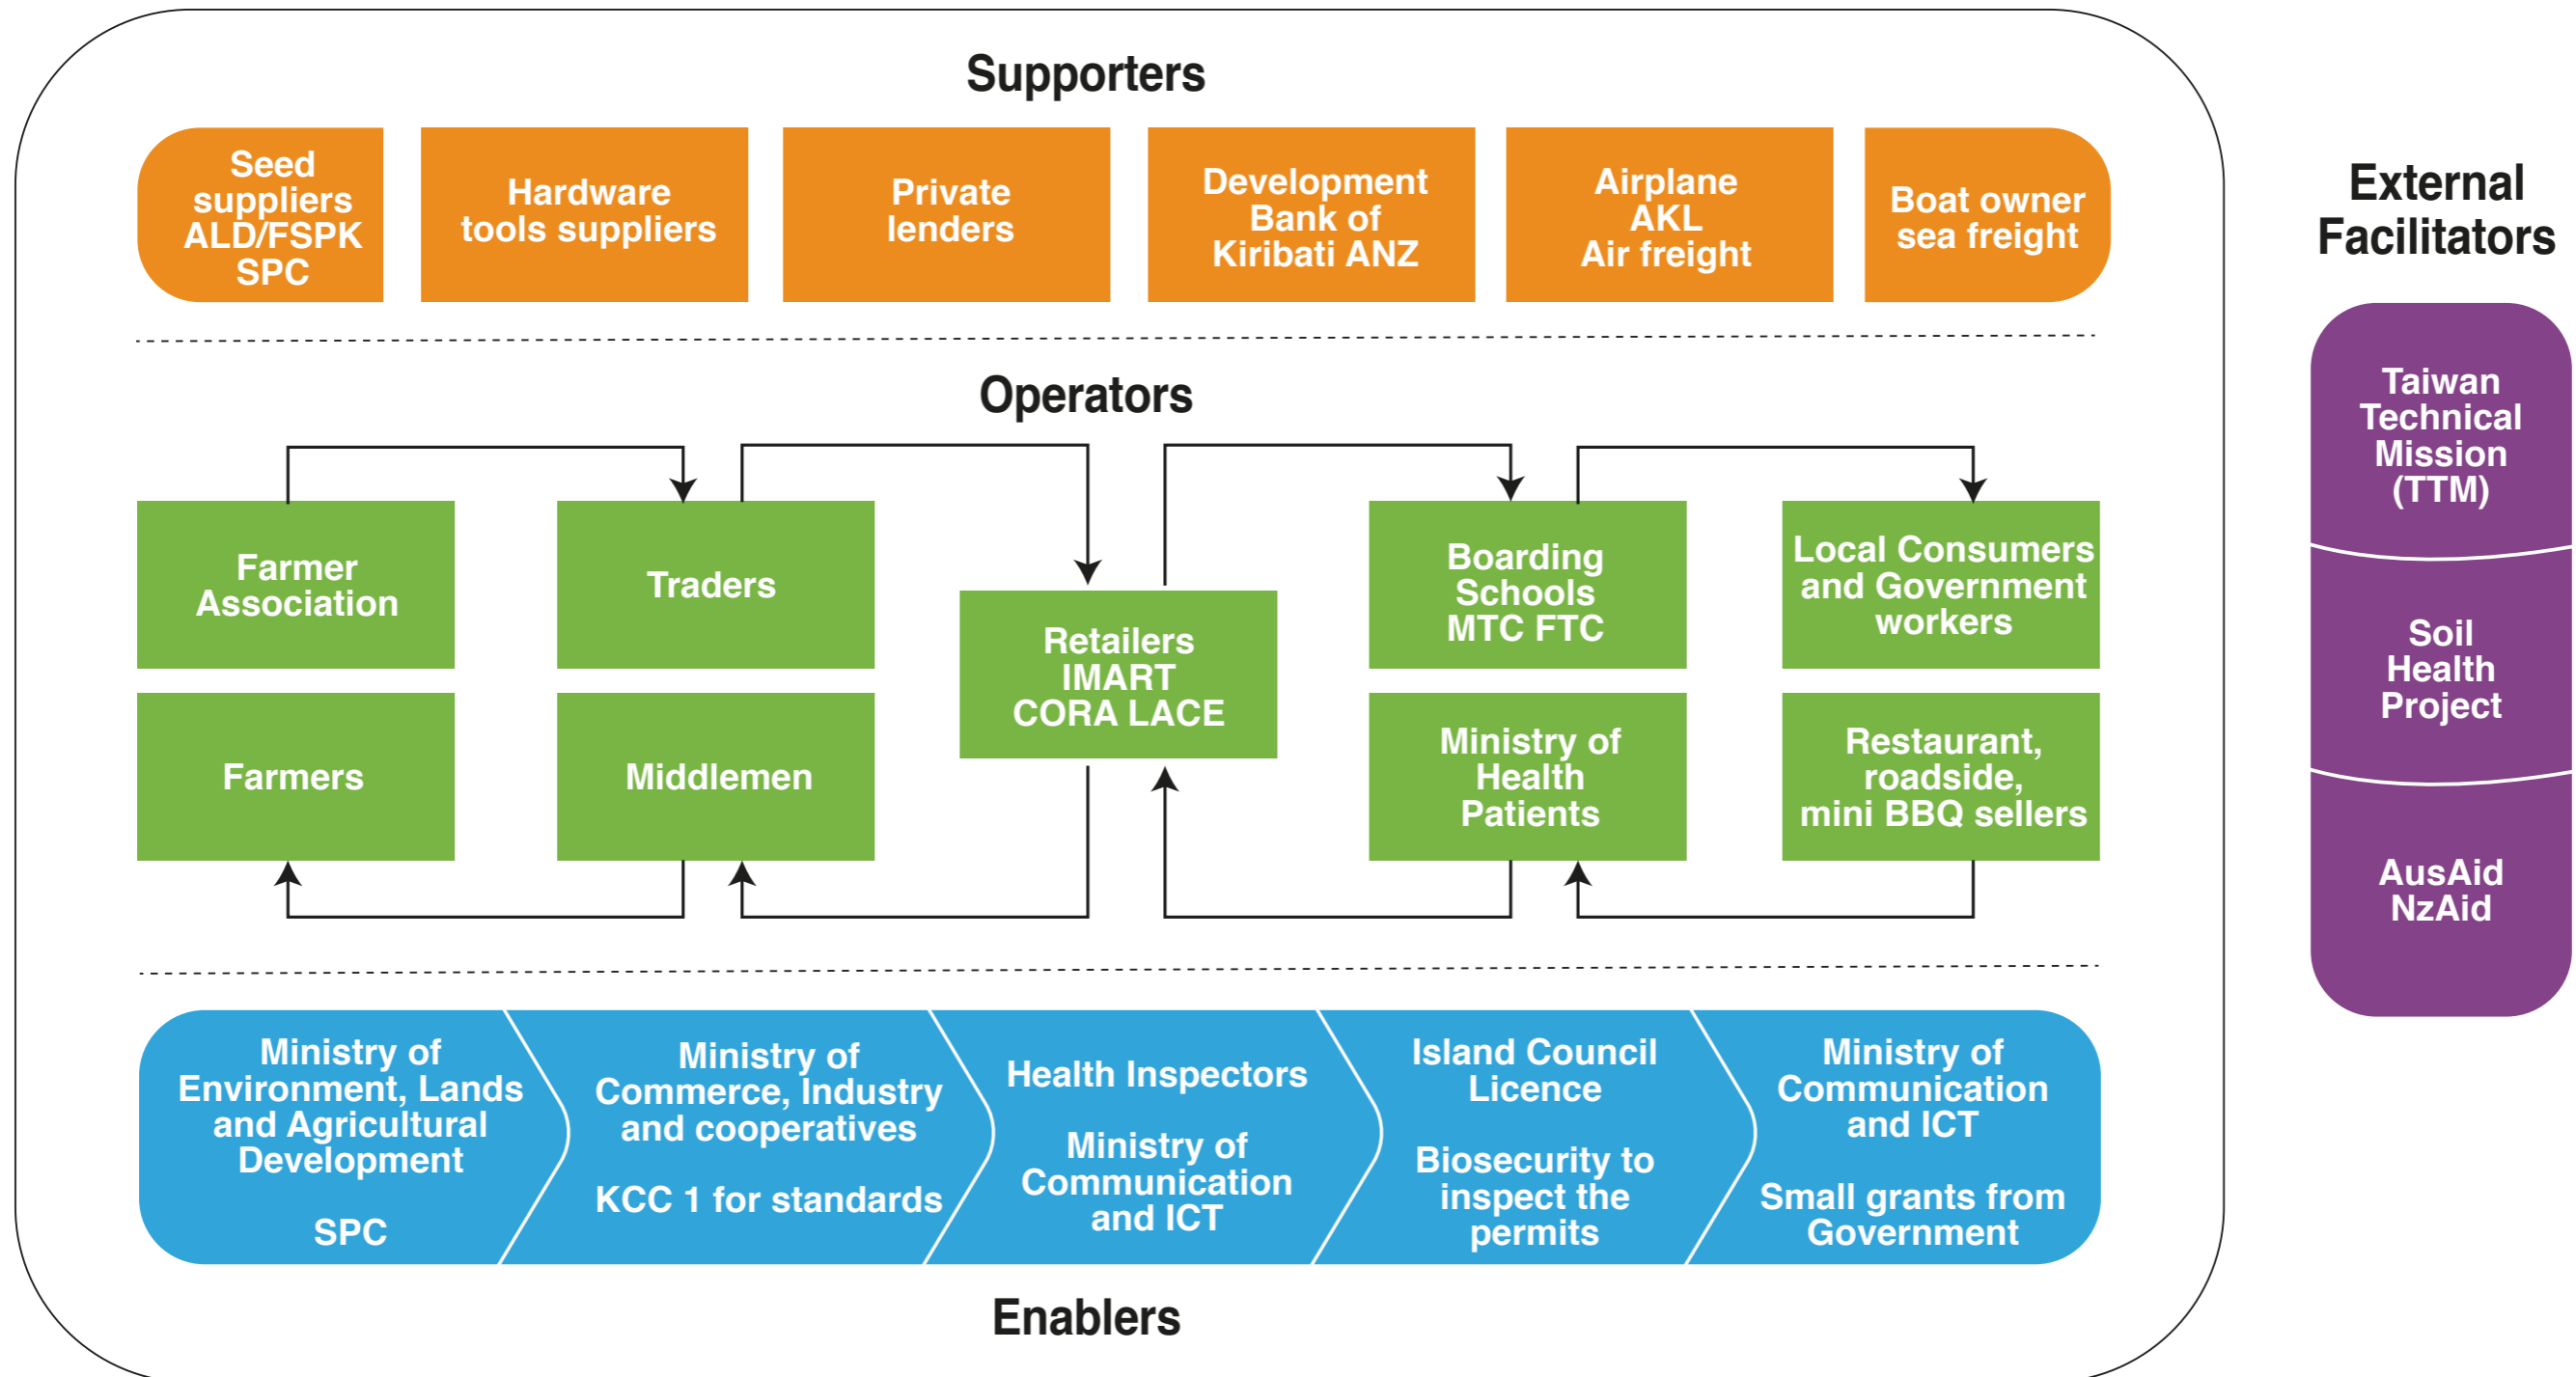 Supporters
Seed
suppliers
ALD/FSPK
SPC
Hardware
tools suppliers
Private
lenders
Development
Bank of
Kiribati ANZ
Airplane
AKL
Air freight
Boat owner
sea freight
External
Facilitators
Taiwan
Technical
Mission
(TTM)
Soil
Health
Project
AusAid
NzAid
Operators
Farmer
Association
Traders
Retailers
IMART
CORA LACE
Boarding
Schools
MTC FTC
Local Consumers
and Government
workers
Farmers
Middlemen
Ministry of
Health
Patients
Restaurant,
roadside,
mini BBQ sellers
Ministry of
Environment, Lands
and Agricultural
Development
SPC
Ministry of
Commerce, Industry
and cooperatives
KCC 1 for standards
Health Inspectors
Ministry of
Communication
and ICT
Island Council
Licence
Biosecurity to
inspect the
permits
Ministry of
Communication
and ICT
Small grants from
Government
Enablers